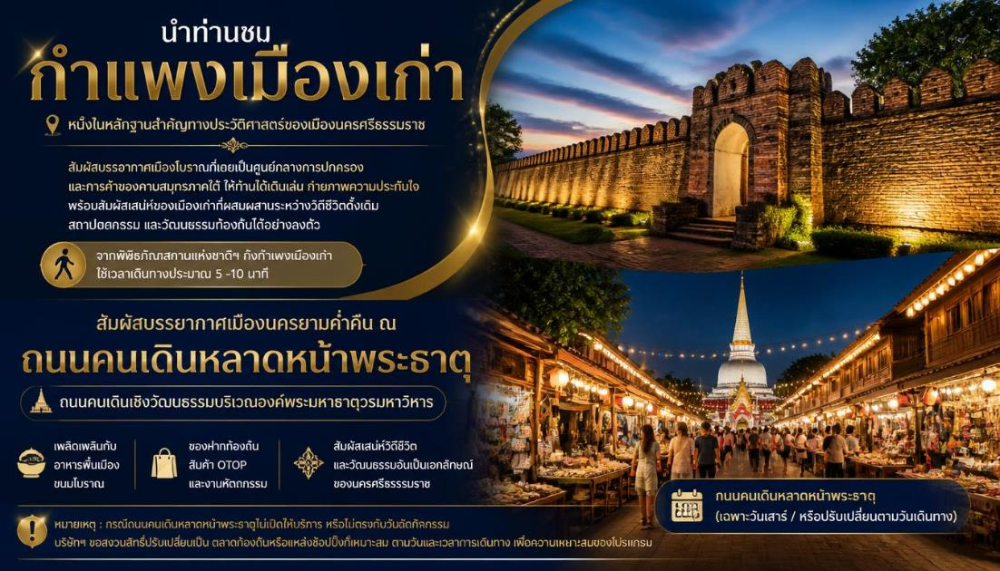 นำท่านชม
กำแพงเมืองเก่า
หนึ่งในหลักฐานสำคัญทางประวัติศาสตร์ของเมืองนครศรีธรรมราช
สัมผัสบรรอากาศเมืองโบราณที่เคยเป็นศูนย์กลางการปกครอง
และการค้าของคาบสมุทรภาคใต้ ให้ท่านได้เดินเล่น ถ่ายภาพความประทับใจ
พร้อมสัมผัสเสน่ห์ของเมืองเก่าที่ผสมผสานระหว่างวิถีชีวิตดั้งเดิม
สถาปัตตกรรม และวัฒนธรรมท้องถิ่นได้อย่างลงตัว
จากพิพิธภัณฑสถานแห่งชาติฯ ถึงกำแพงเมืองเก่า
ใช้เวลาเดินทางประมาณ 5 -10 นาที
สัมผัสบรรยากาศเมืองนครยามค่ำคืน ณ
ถนนคนเดินหลาดหน้าพระธาตุ
ถนนคนเดินเชิงวัฒนธรรมบริเวณองค์พระมหาธาตุวรมหาวิหาร
เพลิดเพลินกับ
อาหารพื้นเมือง
ขนมโบราณ
ของฝากท้องถิ่น
สินค้า OTOP
และงานหัตถกรรม
สัมผัสเสน่ห์วิถีชีวิต
และวัฒนธรรมอันเป็นเอกลักษณ์
ของนครศรีธรรมราช
ถนนคนเดินหลาดหน้าพระธาตุ
(เฉพาะวันเสาร์ / หรือปรับเปลี่ยนตามวันเดินทาง)
หมายเหตุ : กรณีถนนคนเดินหลาดหน้าพระธาตุไม่เปิดให้บริการ หรือไม่ตรงกับวันจัดกิจกรรม
บริษัทฯ ขอสงวนสิทธิ์ปรับเปลี่ยนเป็น ตลาดท้องถิ่นหรือแหล่งช้อปปิ้งที่เหมาะสม ตามวันและเวลาการเดินทาง เพื่อความเหมาะสมของโปรแกรม